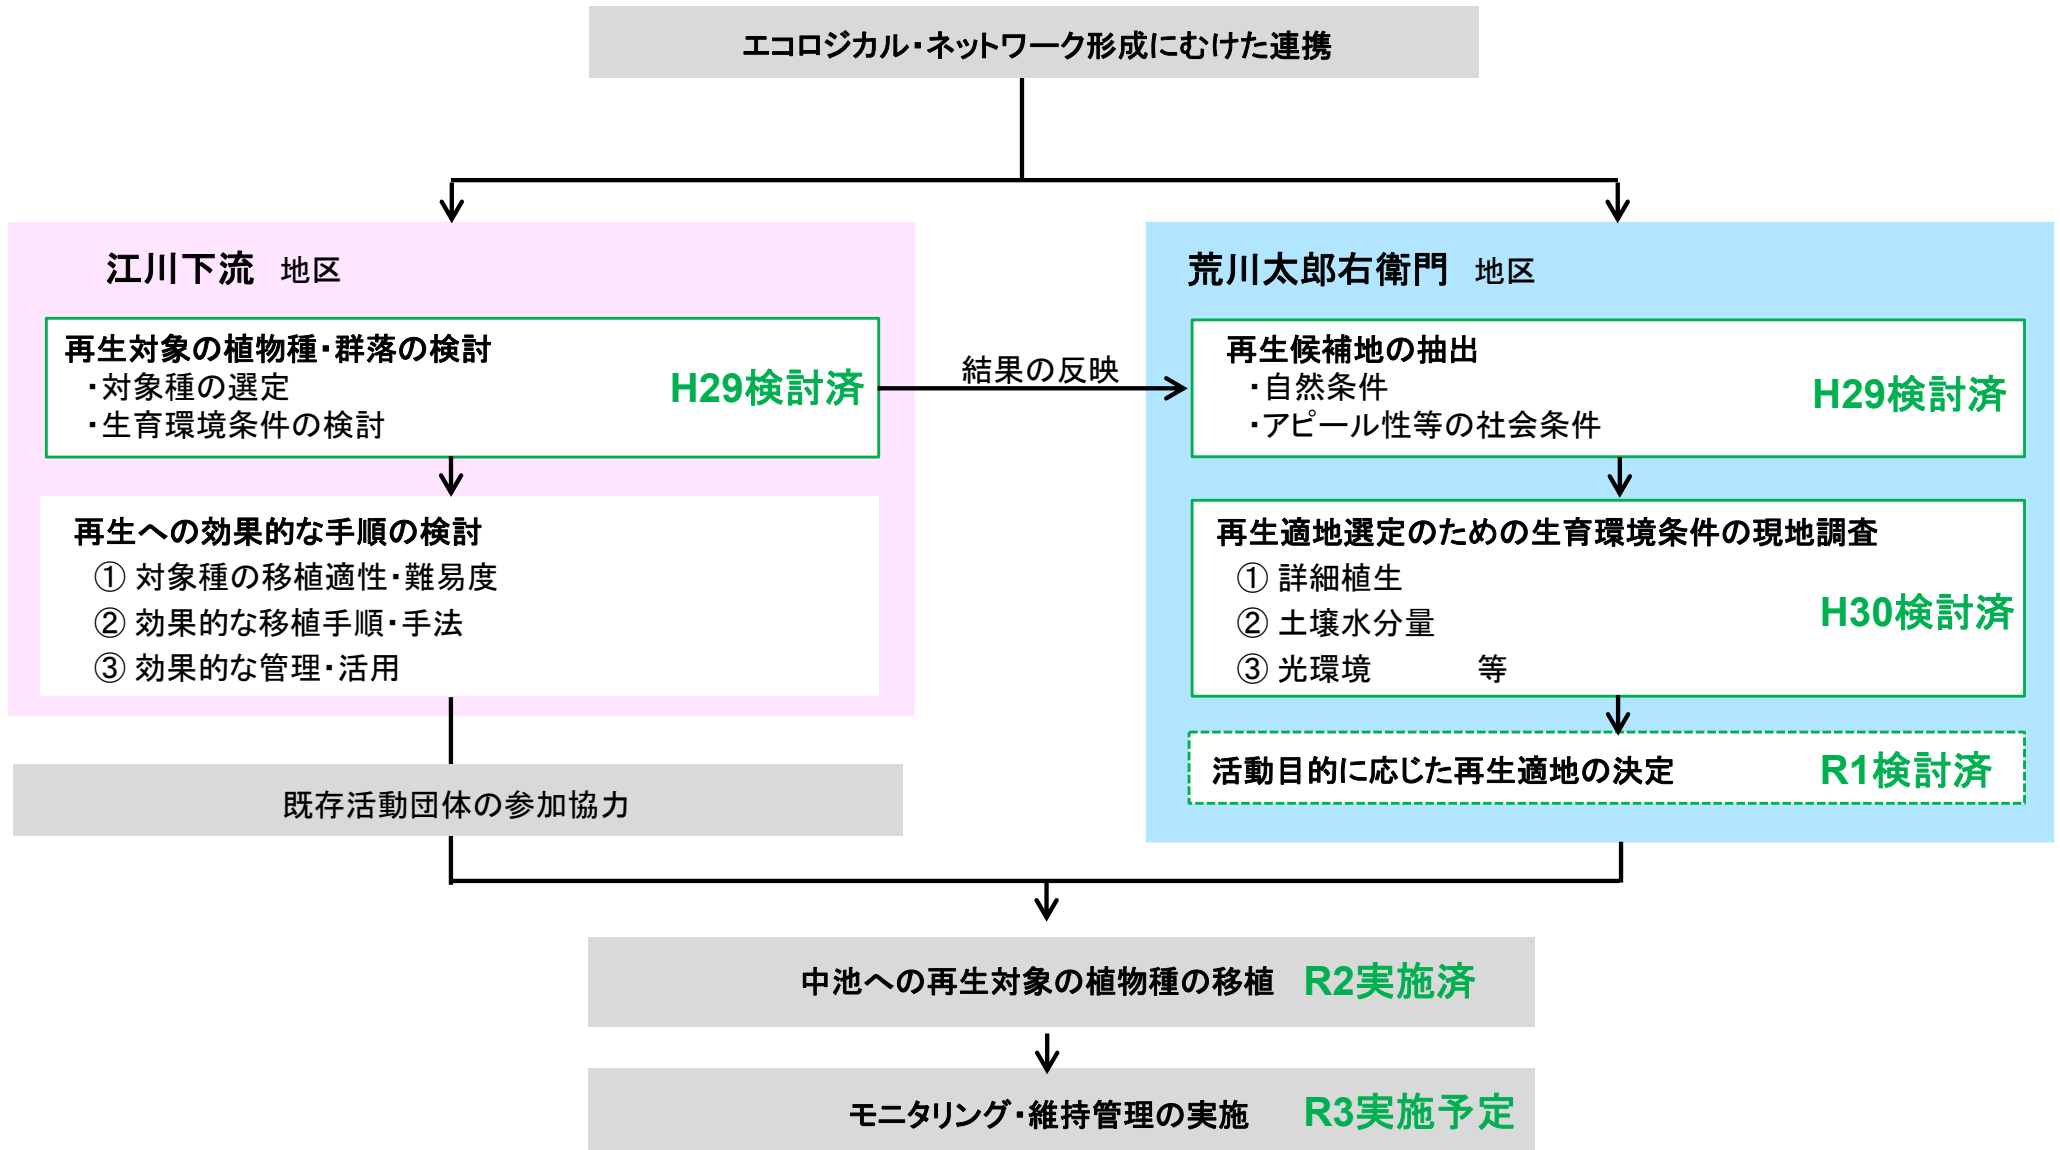 エコロジカル・ネットワーク形成にむけた連携
江川下流 地区
再生対象の植物種・群落の検討
・対象種の選定
・生育環境条件の検討
H29検討済
結果の反映
再生への効果的な手順の検討
① 対象種の移植適性・難易度
② 効果的な移植手順・手法
③ 効果的な管理・活用
既存活動団体の参加協力
荒川太郎右衛門 地区
再生候補地の抽出
・自然条件
・アピール性等の社会条件
H29検討済
再生適地選定のための生育環境条件の現地調査
① 詳細植生
② 土壌水分量
③ 光環境 等
H30検討済
活動目的に応じた再生適地の決定 R1検討済
中池への再生対象の植物種の移植 R2実施済
モニタリング・維持管理の実施 R3実施予定